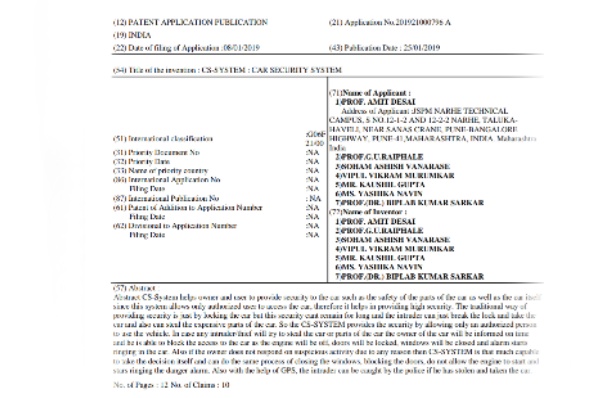 (12) PATENT APPLICATION PUBLICATION
(21) Application No.201921000796 A
(19) INDIA
(22) Date of filing of Application :08/01/2019
(43) Publication Date : 25/01/2019
(54) Title of the invention : CS-SYSTEM : CAR SECURITY SYSTEM
(51) International classification :G06F 21/00
(31) Priority Document No :NA
(32) Priority Date :NA
(33) Name of priority country :NA
(86) International Application No :NA
Filing Date :NA
(87) International Publication No : NA
(61) Patent of Addition to Application Number :NA
Filing Date :NA
(62) Divisional to Application Number :NA
Filing Date :NA
(71)Name of Applicant :
1)PROF. AMIT DESAI
Address of Applicant :JSPM NARHE TECHNICAL
CAMPUS, S.NO.12-1-2 AND 12-2-2 NARHE, TALUKA-
HAVELI, NEAR SANAS CRANE, PUNE-BANGALORE
HIGHWAY, PUNE-41,MAHARASHTRA, INDIA. Maharashtra
India
2)PROF.G.U.RAIPHALE
3)SOHAM ASHISH VANARASE
4)VIPUL VIKRAM MURUMKAR
5)MR. KAUSHIL GUPTA
6)MS. YASHIKA NAVIN
7)PROF.(DR.) BIPLAB KUMAR SARKAR
(72)Name of Inventor :
1)PROF. AMIT DESAI
2)PROF.G.U.RAIPHALE
3)SOHAM ASHISH VANARASE
4)VIPUL VIKRAM MURUMKAR
5)MR. KAUSHIL GUPTA
6)MS. YASHIKA NAVIN
7)PROF.(DR.) BIPLAB KUMAR SARKAR
(57) Abstract
Abstract CS-System helps owner and user to provide security to the car such as the safety of the parts of the car as well as the car itself
since this system allows only authorized user to access the car, therefore it helps in providing high security. The traditional way of
providing security is just by locking the car but this security cant remain for long and the intruder can just break the lock and take the
car and also can steal the expensive parts of the car. So the CS-SYSTEM provides the security by allowing only an authorized person
to use the vehicle. In case any intruder/thief will try to steal the car or parts of the car the owner of the car will be informed on time
and he is able to block the access to the car as the engine will be off, doors will be locked, windows will be closed and alarm starts
ringing in the car. Also if the owner does not respond on suspicious activity due to any reason then CS-SYSTEM is that much capable
to take the decision itself and can do the same process of closing the windows, blocking the doors, do not allow the engine to start and
stars ringing the danger alarm. Also with the help of GPS, the intruder can be caught by the police if he has stolen and taken the car.
No. of Pages : 12 No. of Claims : 10